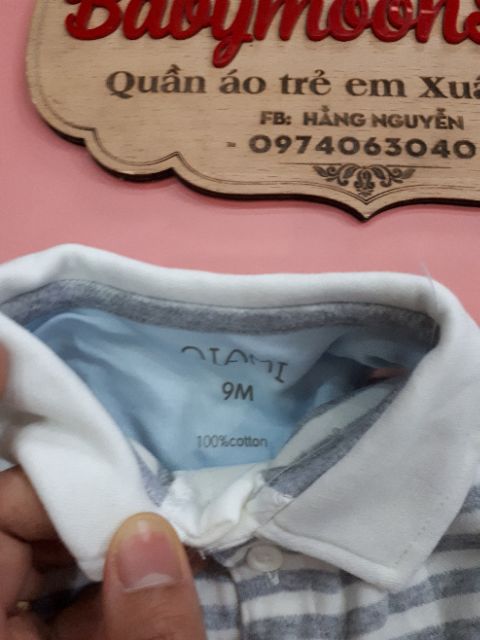 Babymoon
Quần áo trẻ em
FB: HẰNG NGUYỄN
- 0974063040
9M
100%cotton